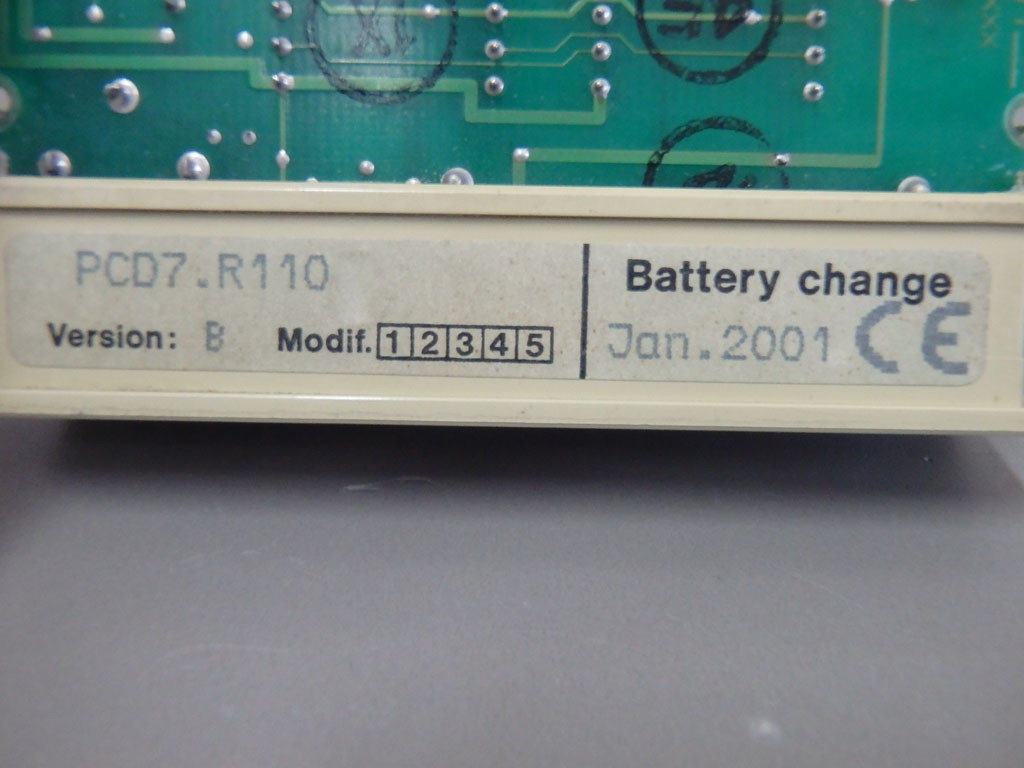 PCD7.R110
Version: B Modif. 1 2 3 4 5
Battery change
Jan.2001 CE